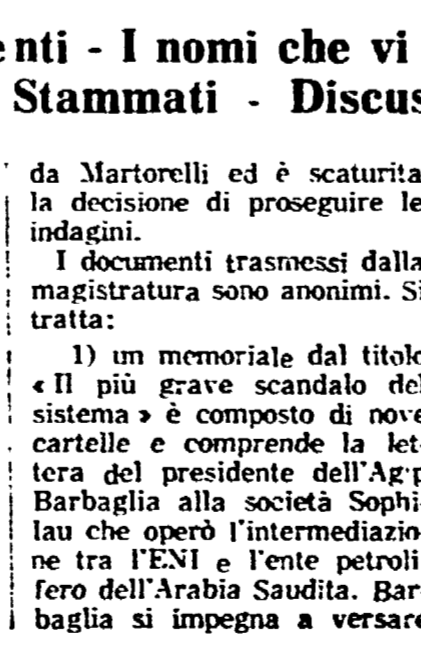 enti - I nomi che vi
Stammati - Discus
da Martorelli ed è scaturita
la decisione di proseguire le
indagini.
I documenti trasmessi dalla
magistratura sono anonimi. Si
tratta:
1) un memoriale dal titolo
« Il più grave scandalo del
sistema » è composto di nove
cartelle e comprende la let-
tera del presidente dell'Agip
Barbaglia alla società Sophi-
lau che operò l'intermediazio-
ne tra l'ENI e l'ente petroli-
fero dell'Arabia Saudita. Bar-
baglia si impegna a versare